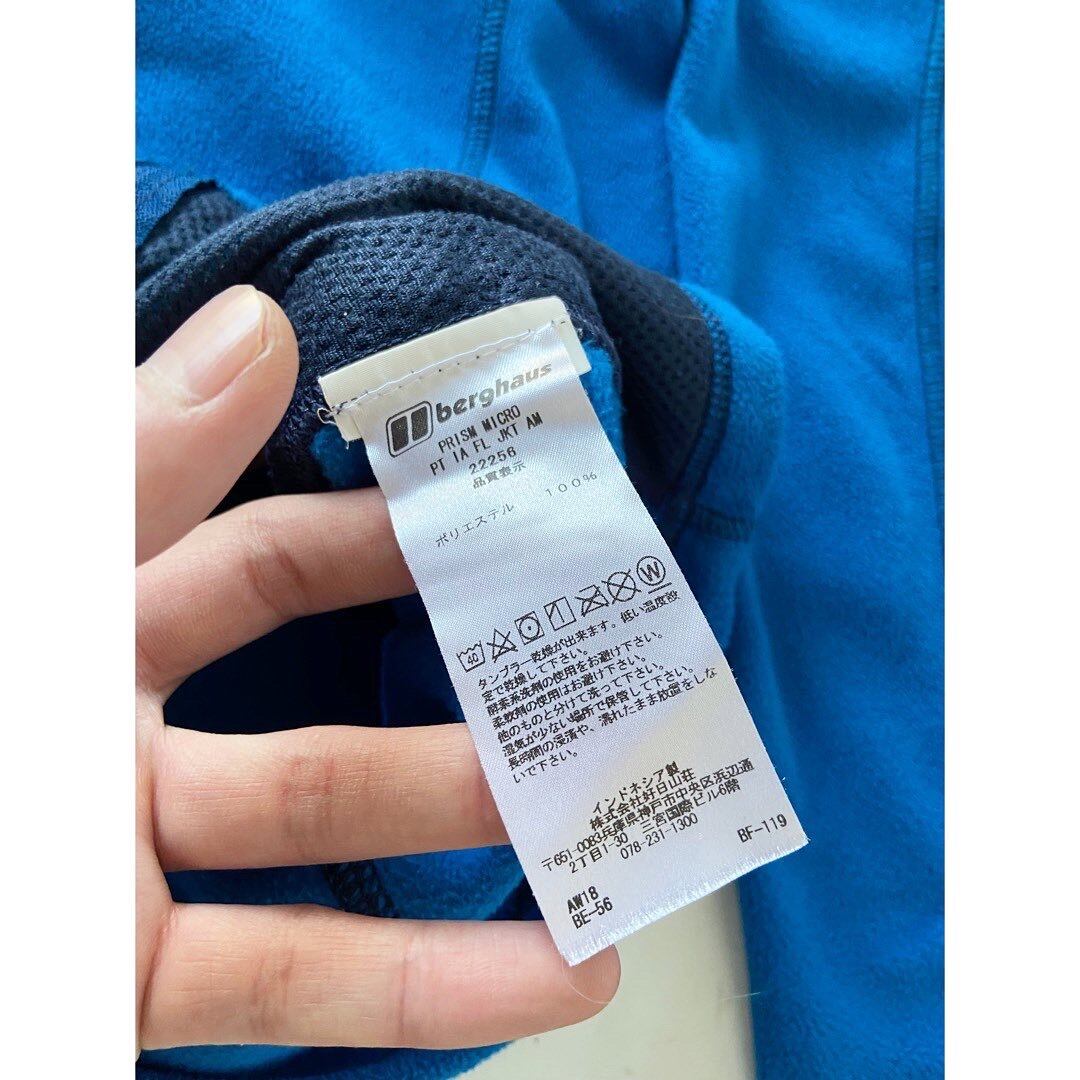 berghaus
PRISM MICRO
PT IA FL JKT AM
22256
品質表示
ポリエステル 100%
40 W
タンブラー乾燥が出来ます。低い温度設
定で乾燥して下さい。
酵素系洗剤の使用をお避け下さい。
柔軟剤の使用はお避け下さい。
他のものと分けて洗って下さい。
湿気が少ない場所で保管して下さい。
長時間の浸漬や、濡れたまま放置をしな
いで下さい。
インドネシア製
株式会社好日山荘
〒651-0083兵庫県神戸市中央区浜辺通
2丁目1-30 三宮国際ビル6階
078-231-1300
BF-119
AW18
BE-56